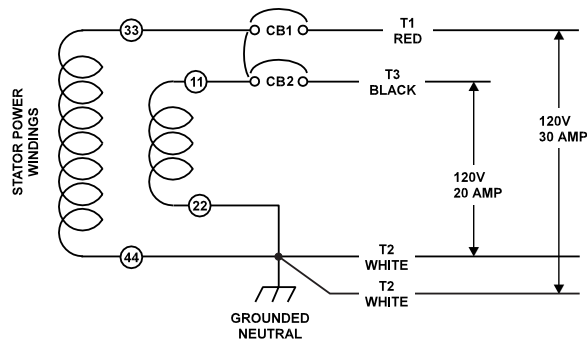 33
CB1
T1
RED
11
CB2
T3
BLACK
STATOR POWER
WINDINGS
120V
30 AMP
120V
20 AMP
22
44
T2
WHITE
T2
WHITE
GROUNDED
NEUTRAL